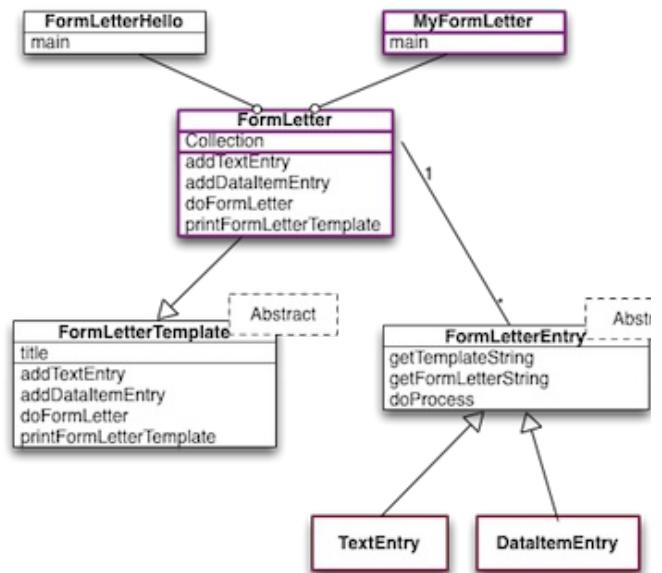 FormLetterHello
main
MyFormLetter
main
FormLetter
Collection
addTextEntry
addDataItemEntry
doFormLetter
printFormLetterTemplate
1
*
Abstract
FormLetterTemplate
title
addTextEntry
addDataItemEntry
doFormLetter
printFormLetterTemplate
Abstr
FormLetterEntry
getTemplateString
getFormLetterString
doProcess
TextEntry
DataItemEntry